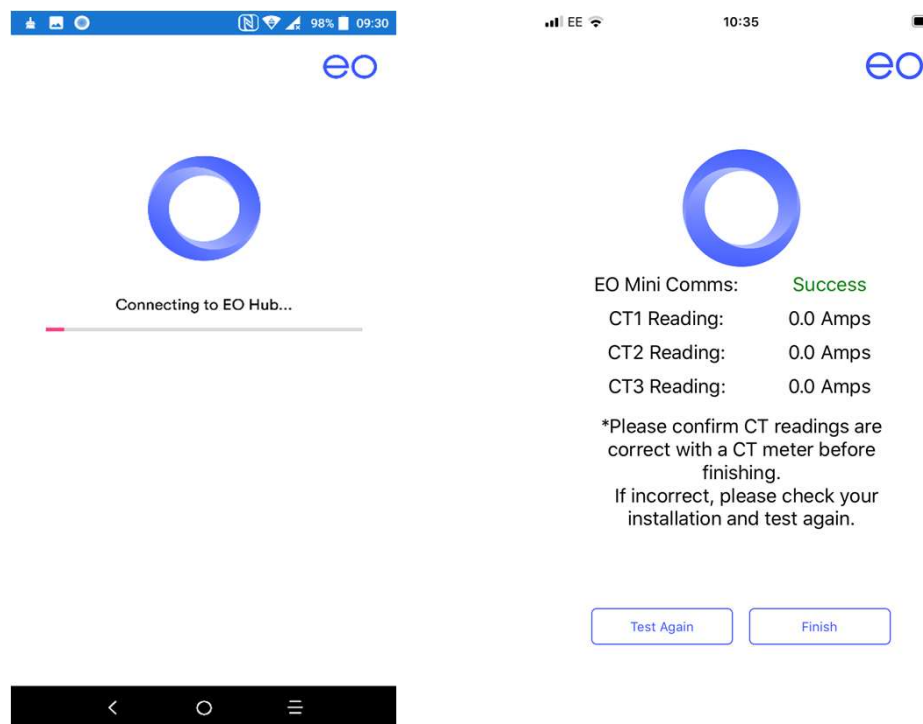 98% 09:30
eo
Connecting to EO Hub...
EE 10:35
eo
EO Mini Comms: Success
CT1 Reading: 0.0 Amps
CT2 Reading: 0.0 Amps
CT3 Reading: 0.0 Amps
*Please confirm CT readings are
correct with a CT meter before
finishing.
If incorrect, please check your
installation and test again.
Test Again Finish